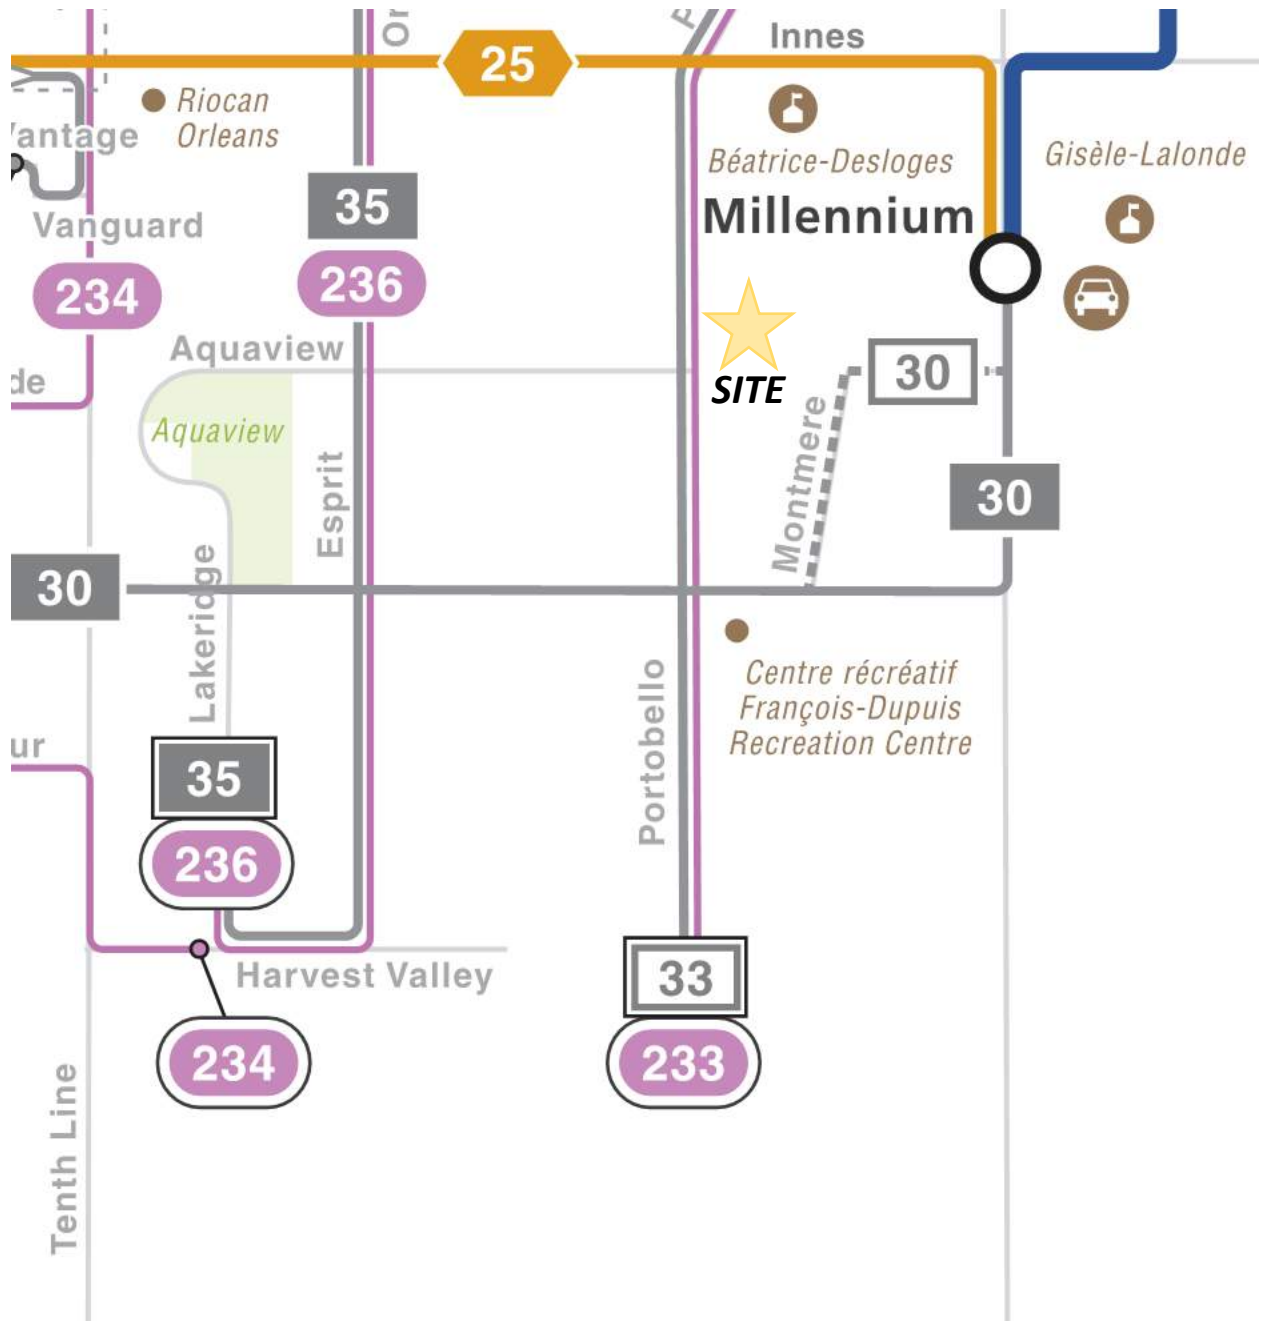 Innes
25
Riocan
Orleans
Béatrice-Desloges
Gisèle-Lalonde
35
Millennium
Vanguard
234
236
Aquaview
30
SITE
Aquaview
Montmere
30
Esprit
30
Lakeridge
Centre récréatif
François-Dupuis
Recreation Centre
Portobello
35
236
Harvest Valley
33
234
233
Tenth Line